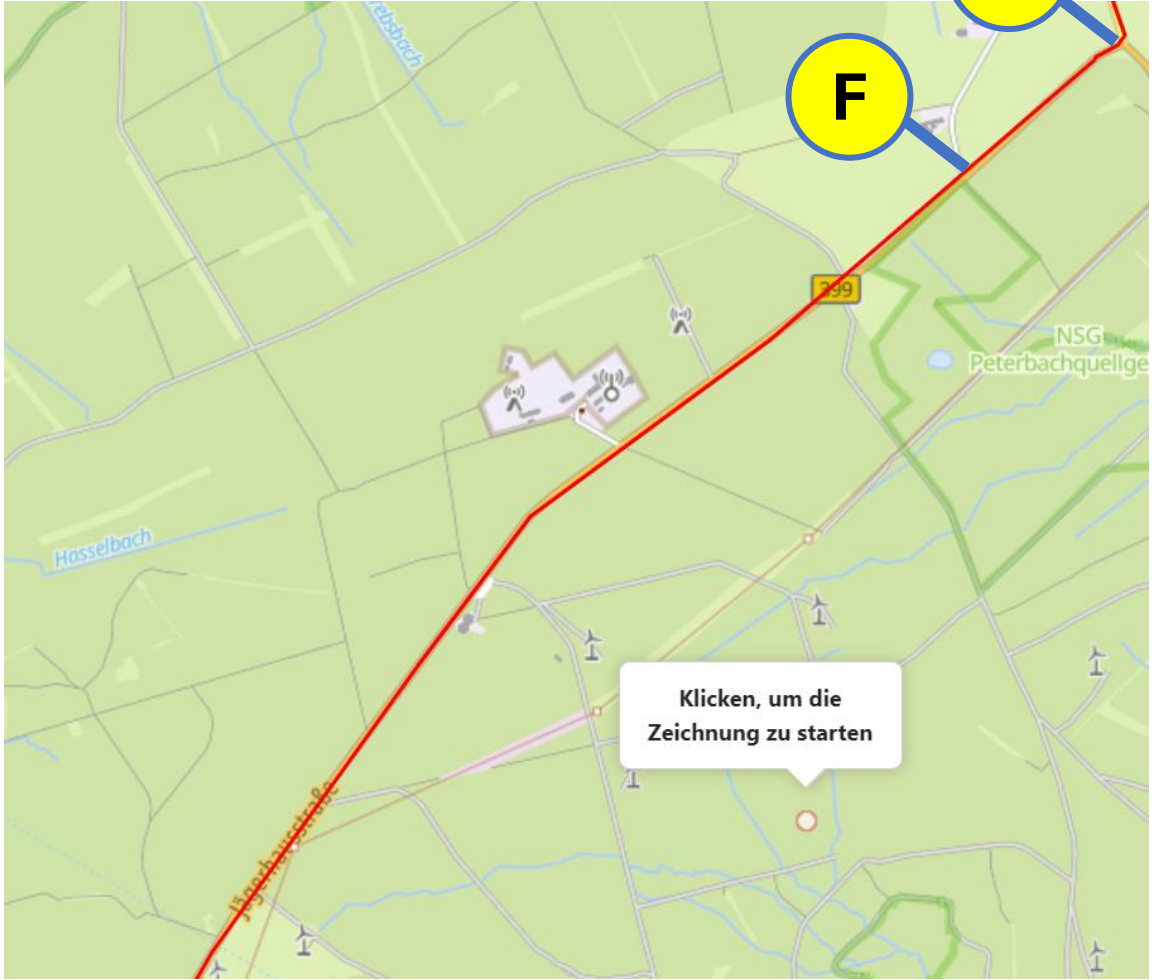 rebsbach
F
399
NSG
Peterbachquellge
Hasselbach
Klicken, um die
Zeichnung zu starten
Jägerhausstraße